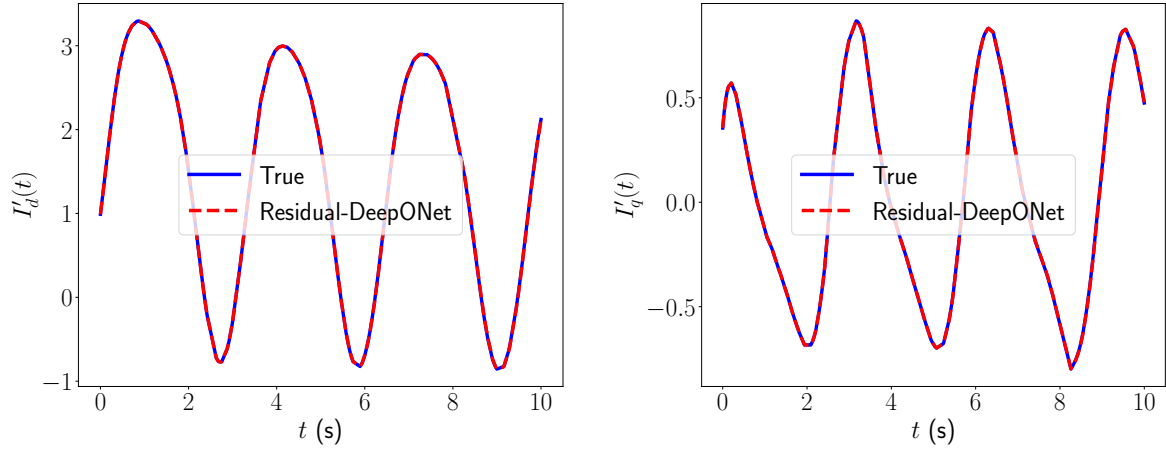 3
2
1
0
−1
I′d(t)
True
Residual-DeepONet
0
2
4
6
8
10
t (s)
0.5
0.0
−0.5
I′q(t)
True
Residual-DeepONet
0
2
4
6
8
10
t (s)